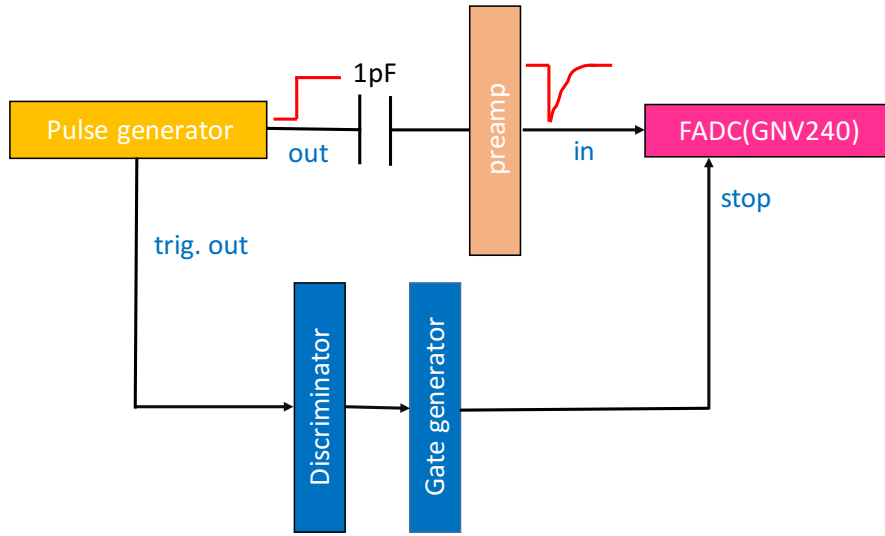 1pF
Pulse generator
preamp
FADC(GNV240)
out
in
stop
trig. out
Discriminator
Gate generator